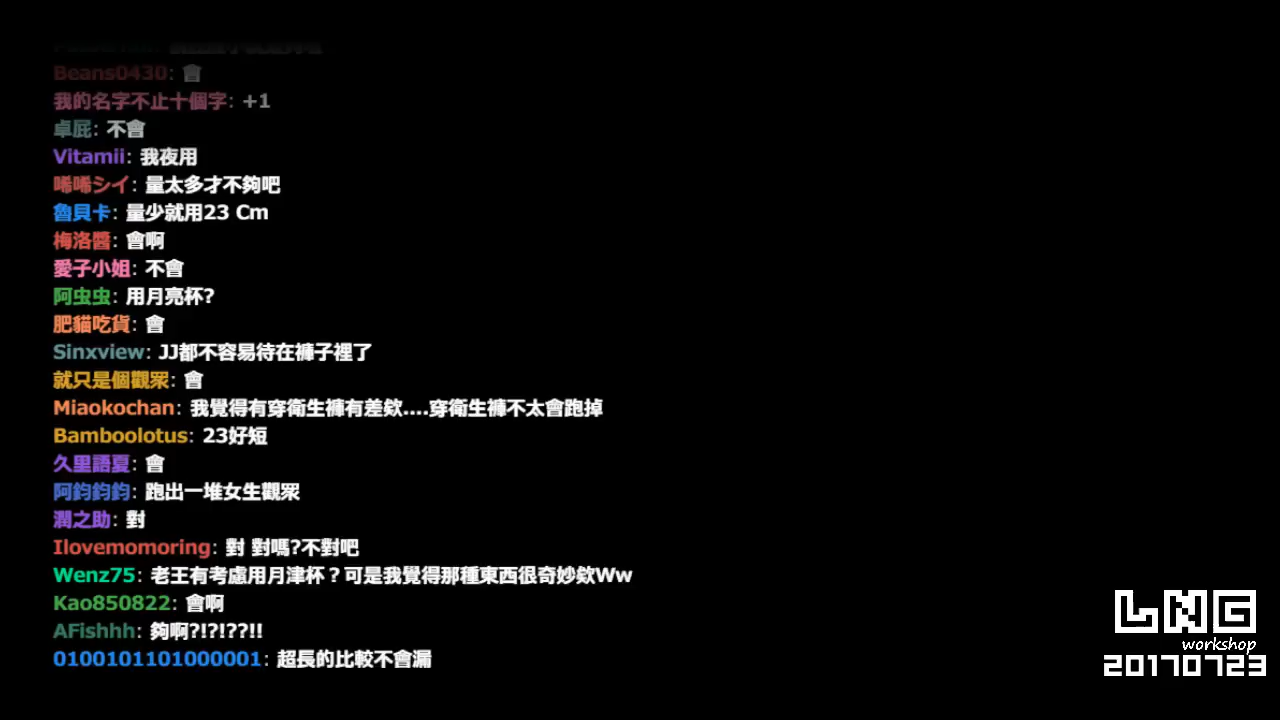 Beans0430: 會
我的名字不止十個字: +1
卓屁: 不會
Vitamii: 我夜用
唏唏シイ: 量太多才不夠吧
魯貝卡: 量少就用23 Cm
梅洛醬: 會啊
愛子小姐: 不會
阿虫虫: 用月亮杯?
肥貓吃貨: 會
Sinxview: JJ都不容易待在褲子裡了
就只是個觀眾: 會
Miaokochan: 我覺得有穿衛生褲有差欸....穿衛生褲不太會跑掉
Bamboolotus: 23好短
久里語夏: 會
阿鈞鈞鈞: 跑出一堆女生觀眾
潤之助: 對
Ilovemomoring: 對 對嗎?不對吧
Wenz75: 老王有考慮用月津杯？可是我覺得那種東西很奇妙欸Ww
Kao850822: 會啊
AFishhh: 夠啊?!?!??!!
0100101101000001: 超長的比較不會漏
LNG
workshop
20170723